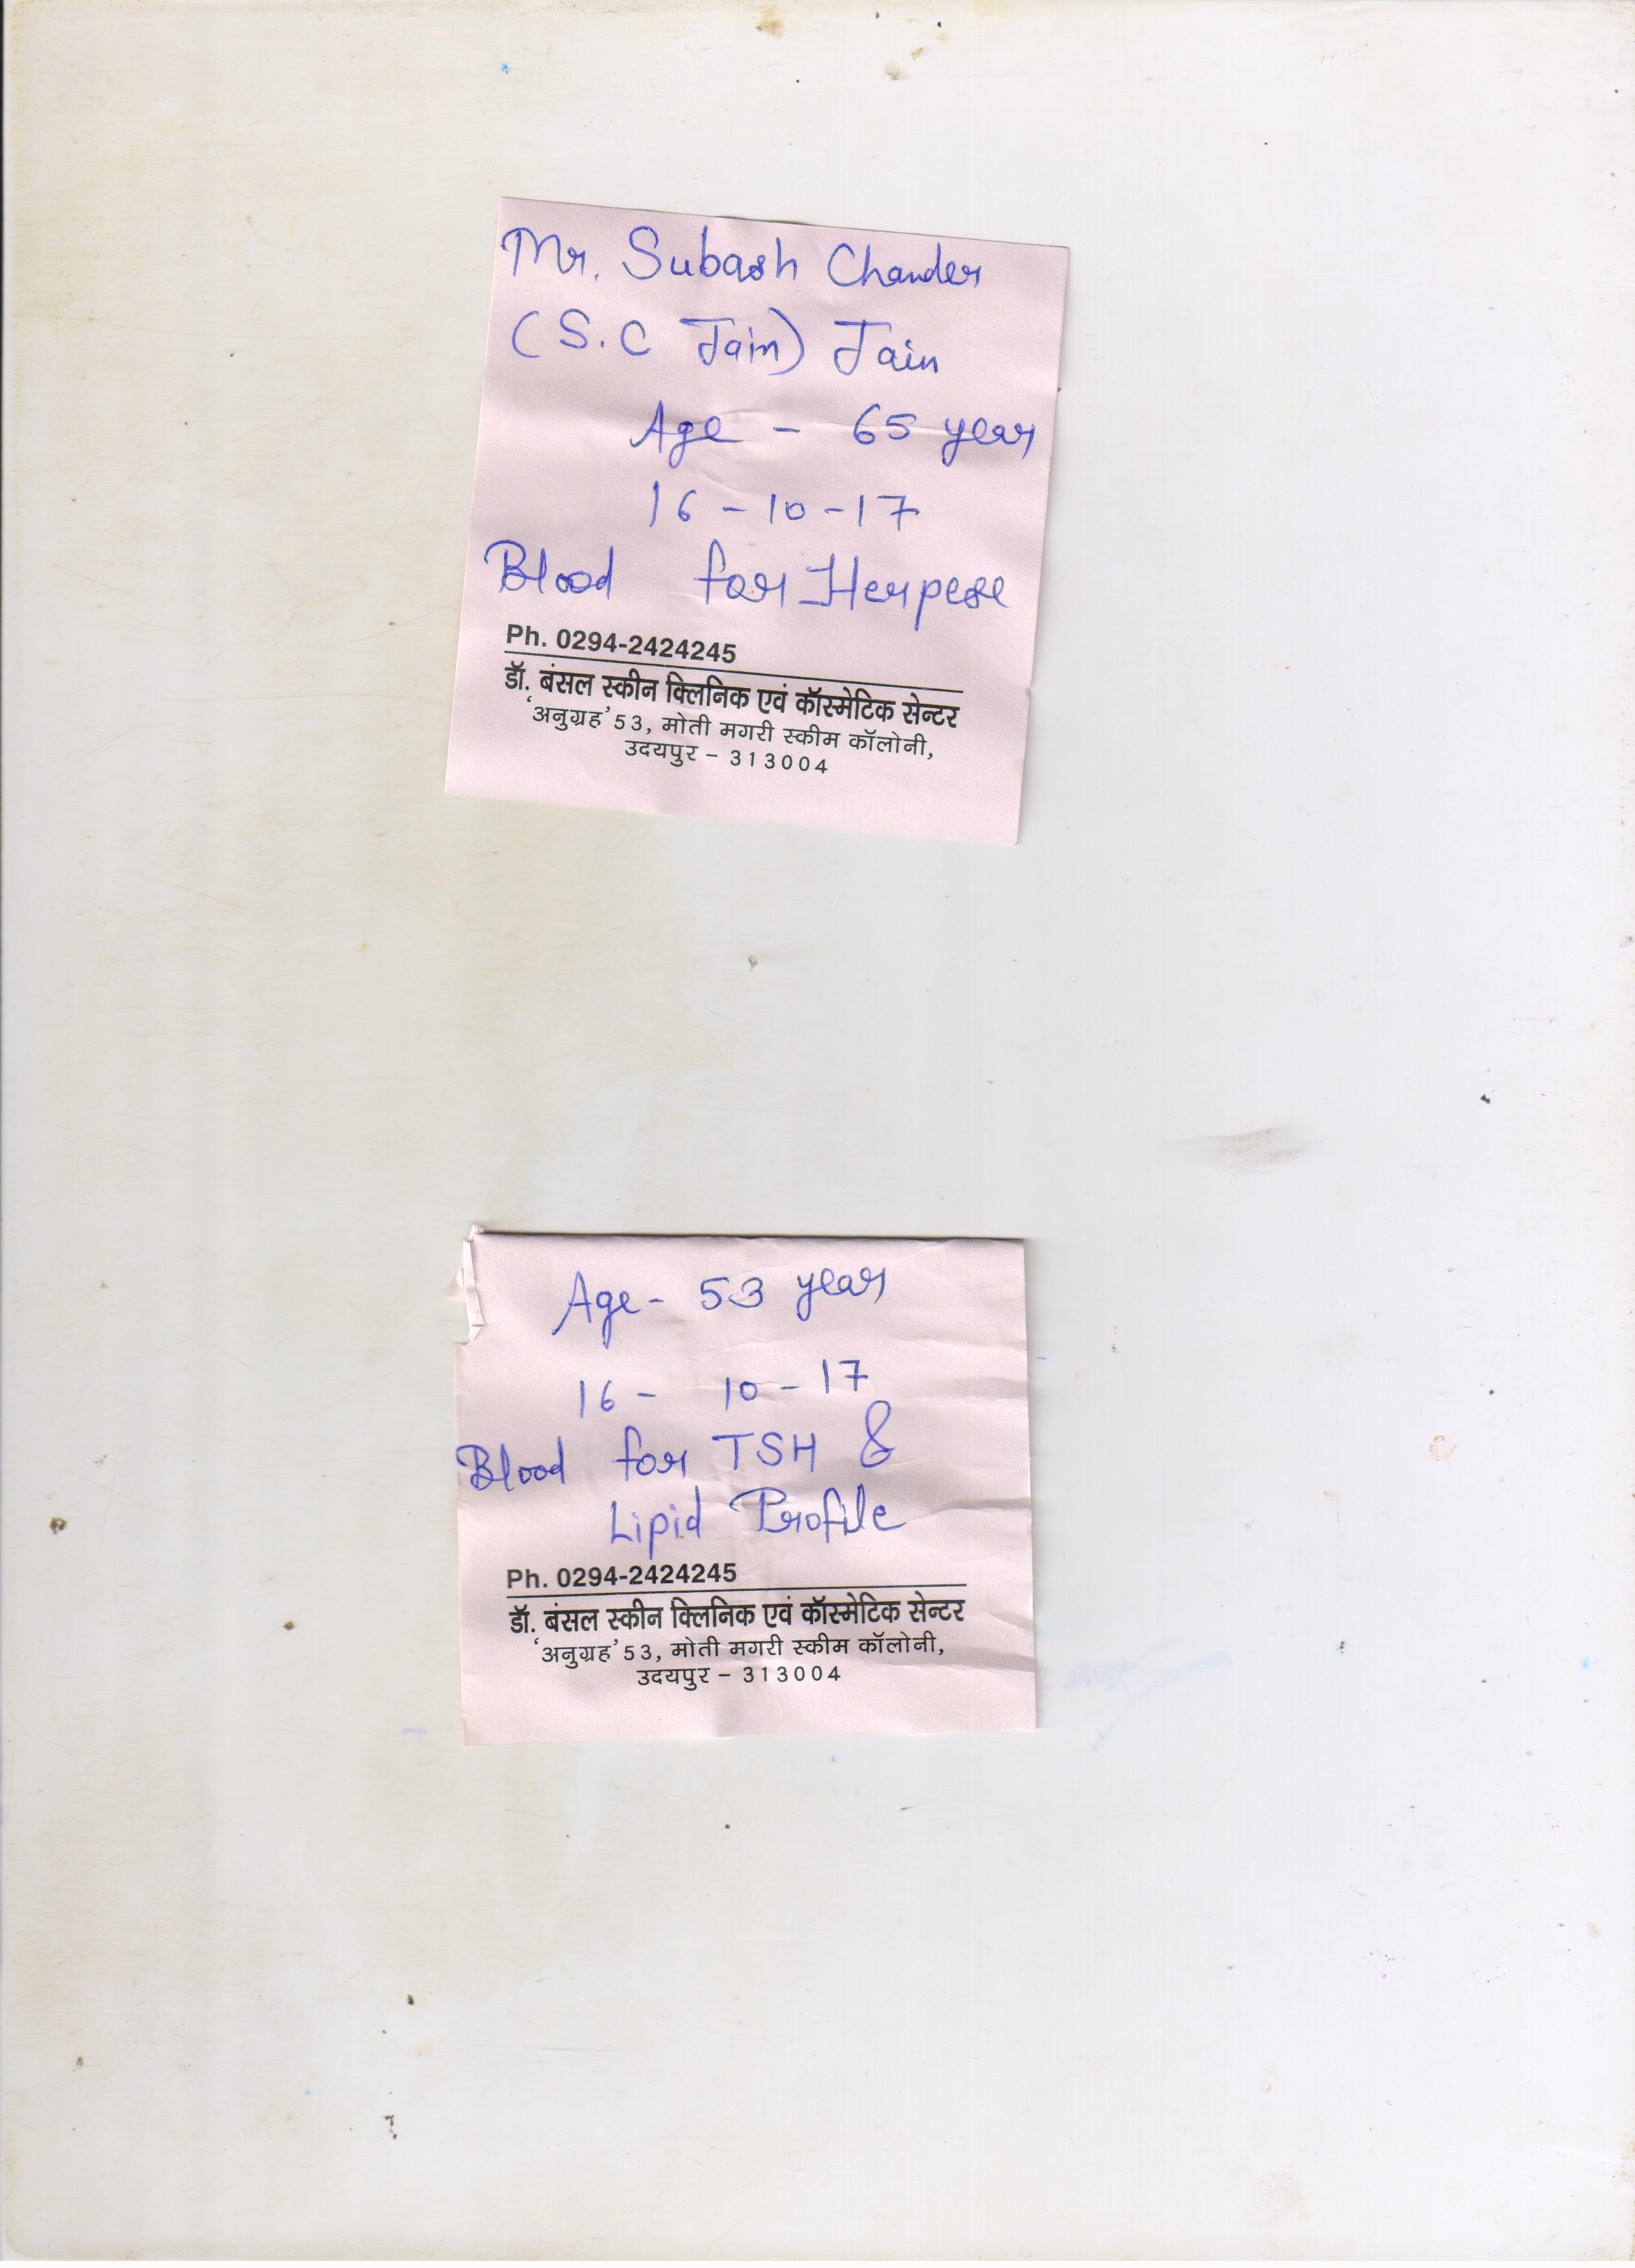 Mr. Subash Chander
(S.C Jain) Jain
Age - 65 year
16-10-17
Blood for Herpese
Ph. 0294-2424245
डॉ. बंसल स्कीन क्लिनिक एवं कॉस्मेटिक सेन्टर
'अनुग्रह' 53, मोती मगरी स्कीम कॉलोनी,
उदयपुर - 313004
Age - 53 year
16 - 10 - 17
Blood for TSH &
Lipid Profile
Ph. 0294-2424245
डॉ. बंसल स्कीन क्लिनिक एवं कॉस्मेटिक सेन्टर
'अनुग्रह' 53, मोती मगरी स्कीम कॉलोनी,
उदयपुर - 313004